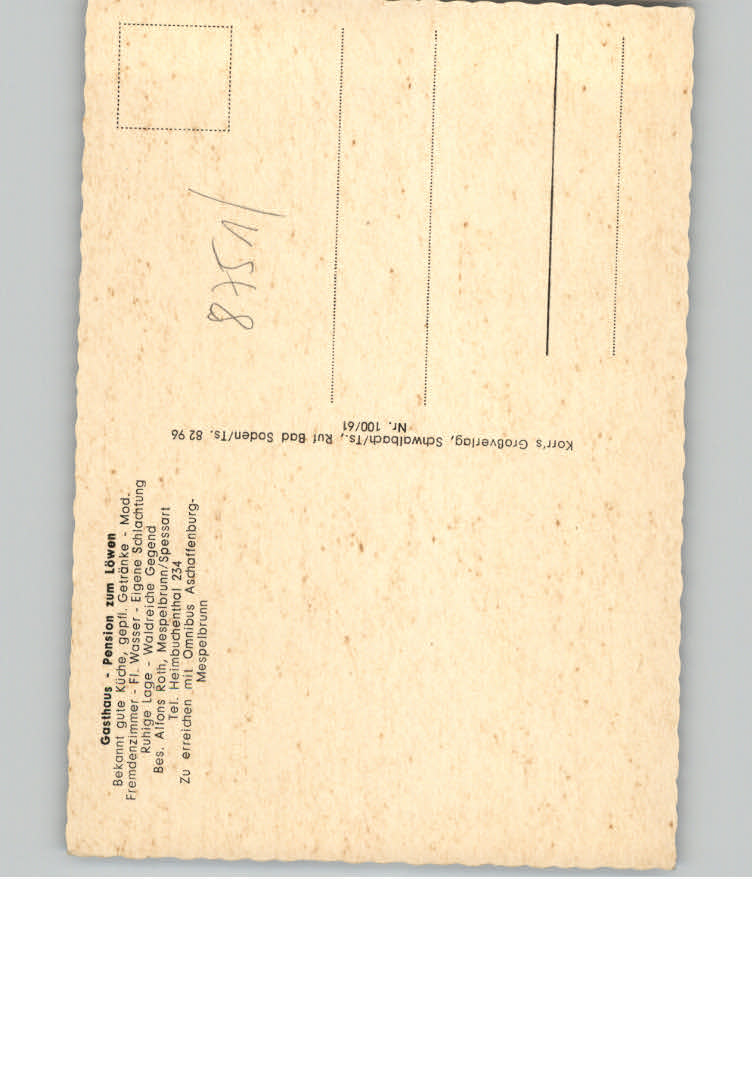 Gasthaus - Pension zum Löwen
Bekannt gute Küche, gepfl. Getränke - Mod.
Fremdenzimmer - Fl. Wasser - Eigene Schlachtung
Ruhige Lage - Waldreiche Gegend
Bes. Alfons Roth, Mespelbrunn/Spessart
Tel. Heimbuchenthal 234
Zu erreichen mit Omnibus Aschaffenburg-
Mespelbrunn
Korr's Großverlag, Schwalbach/Ts., Ruf Bad Soden/Ts. 82 96
Nr. 100/61